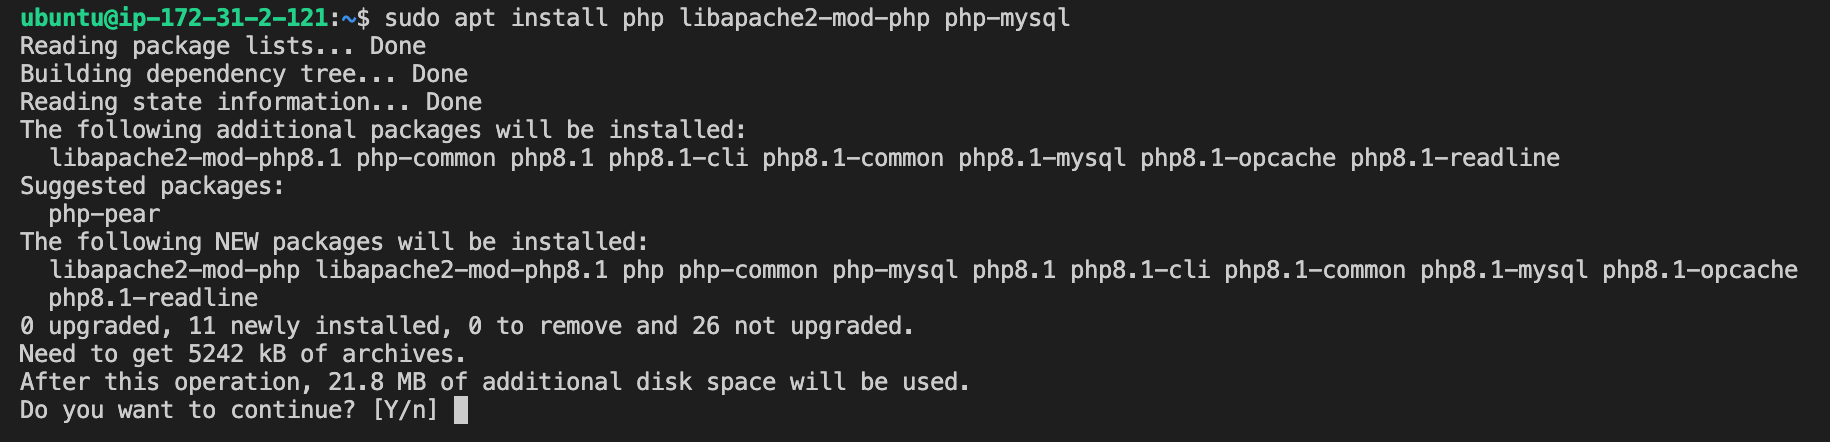 ubuntu@ip-172-31-2-121:~$ sudo apt install php libapache2-mod-php php-mysql
Reading package lists... Done
Building dependency tree... Done
Reading state information... Done
The following additional packages will be installed:
  libapache2-mod-php8.1 php-common php8.1 php8.1-cli php8.1-common php8.1-mysql php8.1-opcache php8.1-readline
Suggested packages:
  php-pear
The following NEW packages will be installed:
  libapache2-mod-php libapache2-mod-php8.1 php php-common php-mysql php8.1 php8.1-cli php8.1-common php8.1-mysql php8.1-opcache
  php8.1-readline
0 upgraded, 11 newly installed, 0 to remove and 26 not upgraded.
Need to get 5242 kB of archives.
After this operation, 21.8 MB of additional disk space will be used.
Do you want to continue? [Y/n]